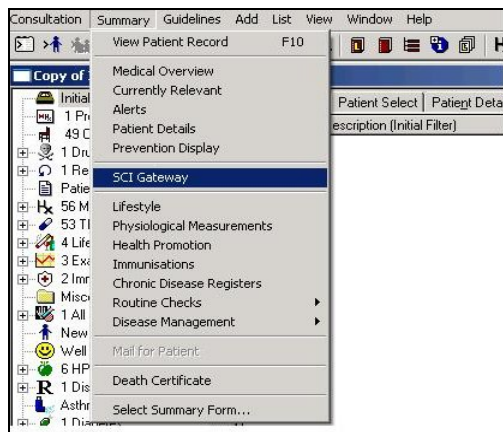 Consultation Summary Guidelines Add List View Window Help
View Patient Record F10
Copy of
Medical Overview
Currently Relevant
Alerts
Patient Details
Prevention Display
SCI Gateway
Lifestyle
Physiological Measurements
Health Promotion
Immunisations
Chronic Disease Registers
Routine Checks
Disease Management
Mail for Patient
Death Certificate
Select Summary Form...
Patient Select Patient Deta
escription (Initial Filter)
Initial
1 Pr
49 C
1 Dru
1 Re
Patie
56 M
53 Tl
4 Life
3 Exa
2 Imm
Misc
1 All
New
Well
6 HP
1 Dis
Asthr
1 Diabetes